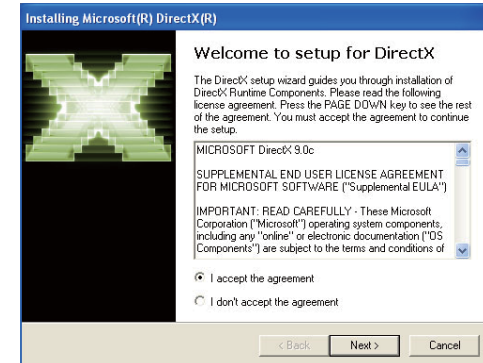 Installing Microsoft(R) DirectX(R)
Welcome to setup for DirectX
The DirectX setup wizard guides you through installation of
DirectX Runtime Components. Please read the following
license agreement. Press the PAGE DOWN key to see the rest
of the agreement. You must accept the agreement to continue
the setup.
MICROSOFT DirectX 9.0c
SUPPLEMENTAL END USER LICENSE AGREEMENT
FOR MICROSOFT SOFTWARE ("Supplemental EULA")
IMPORTANT: READ CAREFULLY - These Microsoft
Corporation ("Microsoft") operating system components,
including any "online" or electronic documentation ("OS
Components") are subject to the terms and conditions of
I accept the agreement
I don't accept the agreement
< Back Next > Cancel